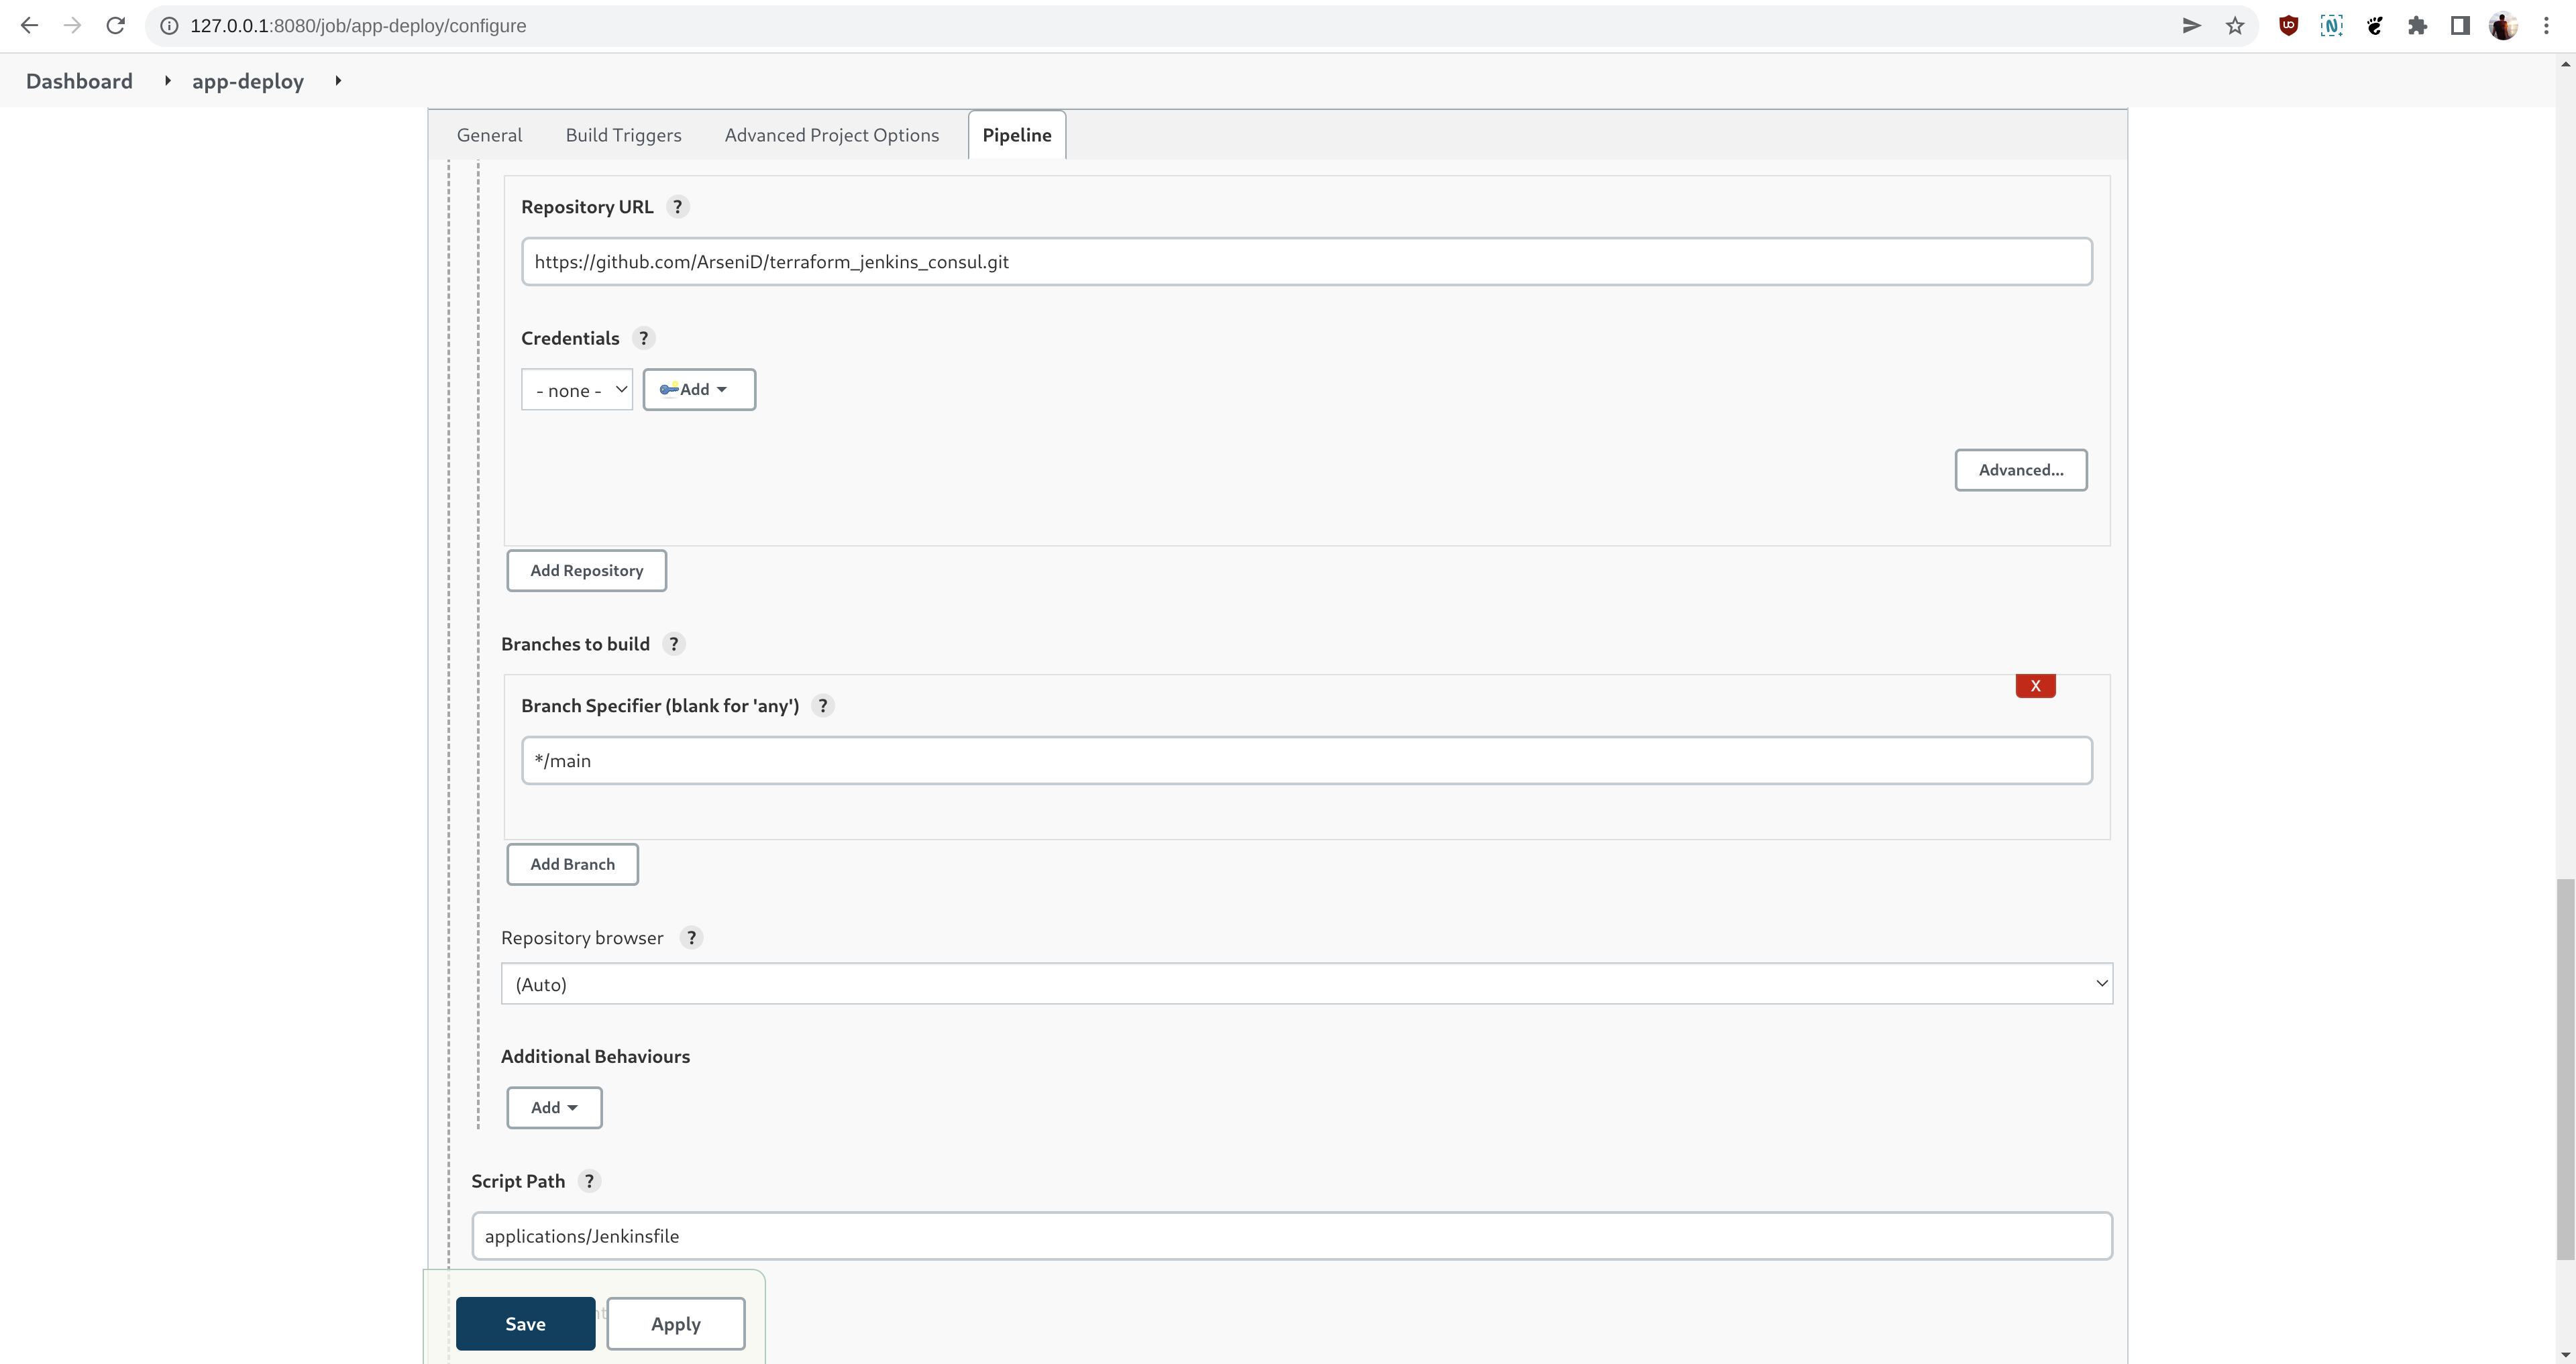 127.0.0.1:8080/job/app-deploy/configure
Dashboard app-deploy
General Build Triggers Advanced Project Options Pipeline
Repository URL ?
https://github.com/ArseniD/terraform_jenkins_consul.git
Credentials ?
- none - Add
Advanced...
Add Repository
Branches to build ?
X
Branch Specifier (blank for 'any') ?
*/main
Add Branch
Repository browser ?
(Auto)
Additional Behaviours
Add
Script Path ?
applications/Jenkinsfile
Save Apply